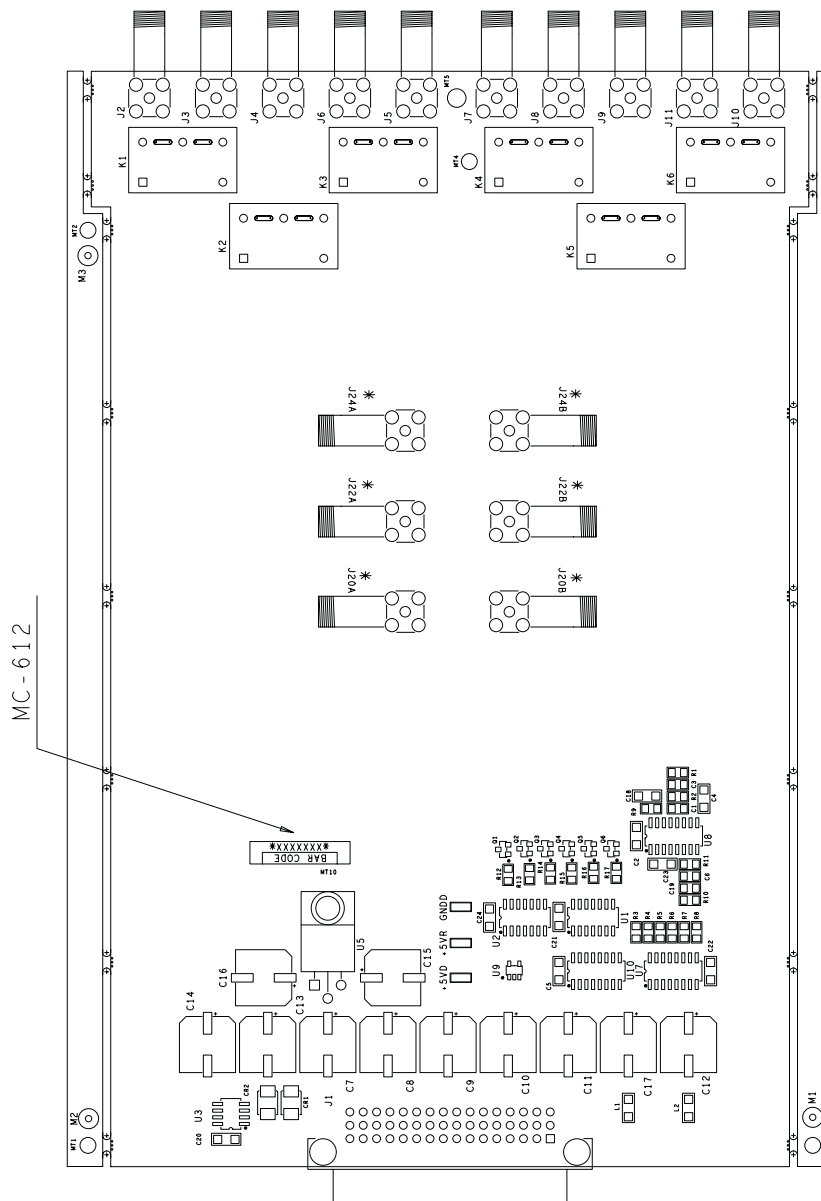 J2
J3
J4
J6
J5
MT5
J7
J8
J9
J11
J10
K1
K3
MT4
K4
K6
MT2
M3
K2
K5
J24A
*
J24B
*
J22A
*
J22B
*
J20A
*
J20B
*
MC-612
*XXXXXXXX*
BAR CODE
MT10
C18
R9
R1
C3
R2
C1
C4
U8
C2
C23
R11
C6
C19
R10
Q1
Q2
Q3
Q4
Q5
Q6
R12
R13
R14
R15
R16
R17
GNDD
+5VR
+5VD
C24
U2
C21
U1
R3
R4
R5
R6
R7
R8
U9
C5
U10
U7
C22
U5
C16
C15
C14
C13
C7
C8
C9
C10
C11
C17
C12
CR2
CR1
J1
U3
C20
L1
L2
M2
MT1
M1